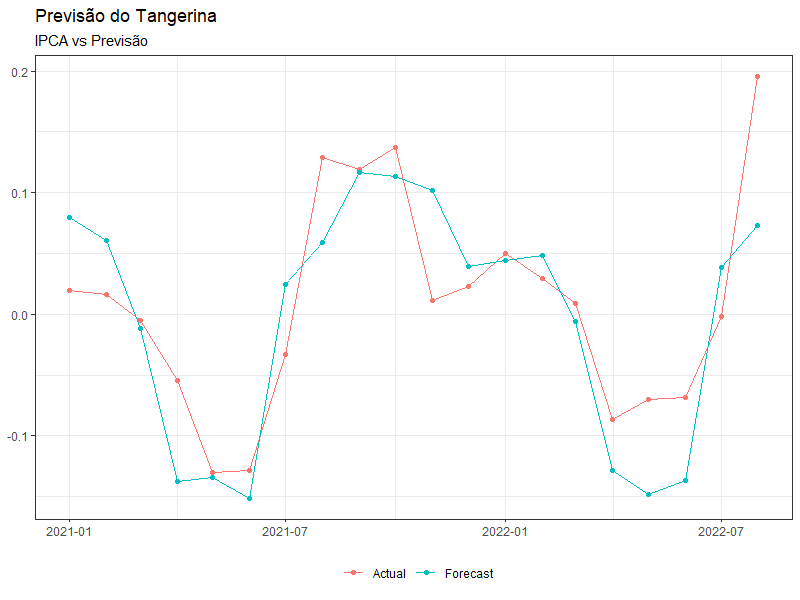 Previsão do Tangerina
IPCA vs Previsão
0.2
0.1
0.0
-0.1
2021-01 2021-07 2022-01 2022-07
Actual Forecast